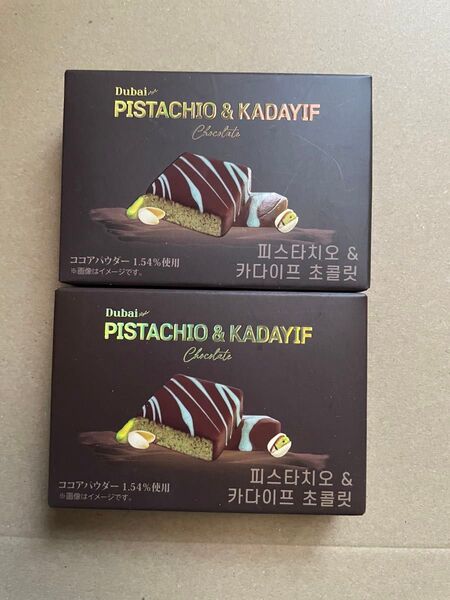 Dubai
PISTACHIO & KADAYIF
Chocolate
ココアパウダー 1.54%使用
※画像はイメージです。
피스타치오 &
카다이프 초콜릿
Dubai
PISTACHIO & KADAYIF
Chocolate
ココアパウダー 1.54%使用
※画像はイメージです。
피스타치오 &
카다이프 초콜릿